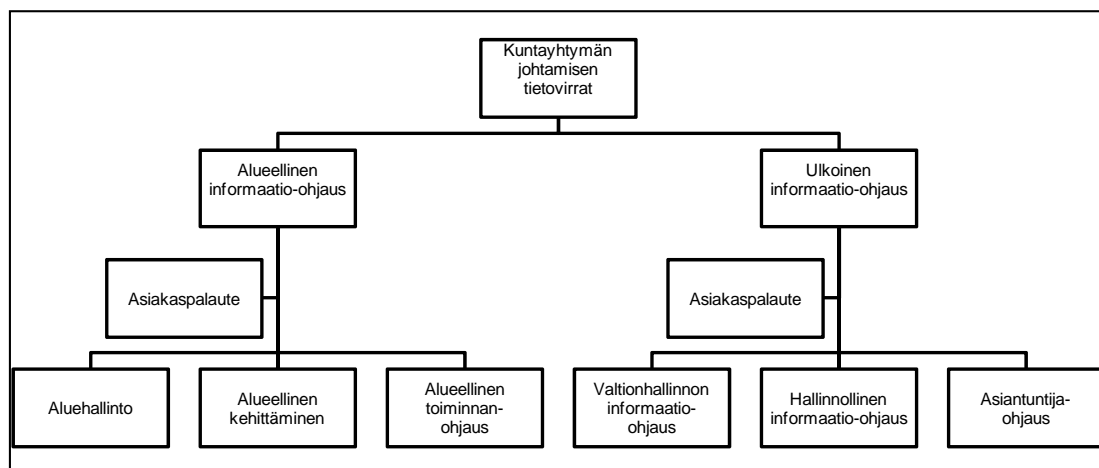 Kuntayhtymän
johtamisen
tietovirrat
Alueellinen
informaatio-ohjaus
Ulkoinen
informaatio-ohjaus
Asiakaspalaute
Asiakaspalaute
Aluehallinto
Alueellinen
kehittäminen
Alueellinen
toiminnan-
ohjaus
Valtionhallinnon
informaatio-
ohjaus
Hallinnollinen
informaatio-ohjaus
Asiantuntija-
ohjaus